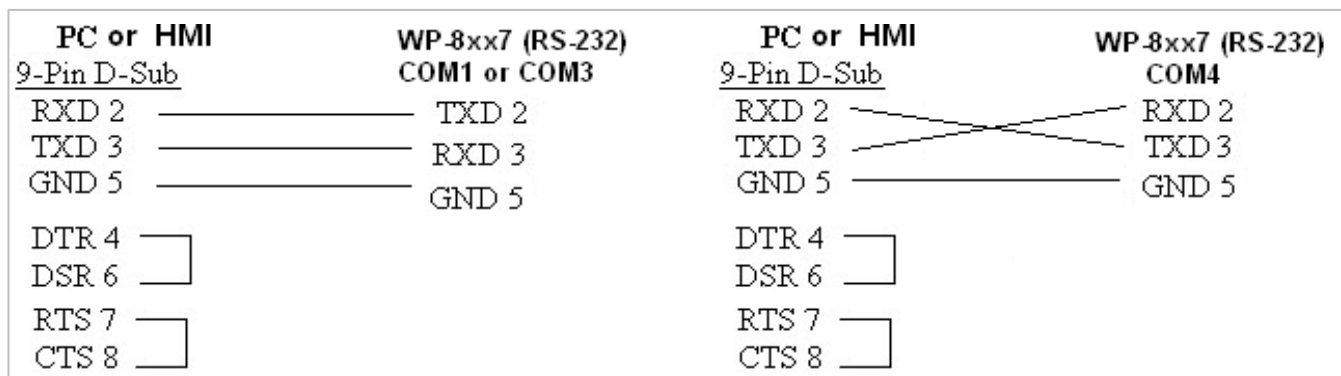 PC or HMI
9-Pin D-Sub
WP-8xx7 (RS-232)
COM1 or COM3
RXD 2
TXD 2
TXD 3
RXD 3
GND 5
GND 5
DTR 4
DSR 6
RTS 7
CTS 8
PC or HMI
9-Pin D-Sub
WP-8xx7 (RS-232)
COM4
RXD 2
RXD 2
TXD 3
TXD 3
GND 5
GND 5
DTR 4
DSR 6
RTS 7
CTS 8